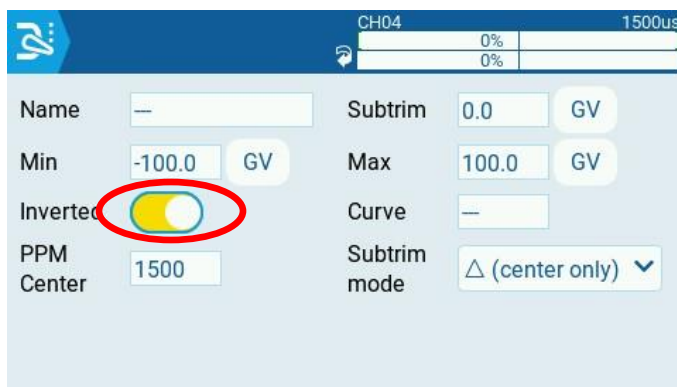 CH04 1500us
0%
0%
Name --- Subtrim 0.0 GV
Min -100.0 GV Max 100.0 GV
Inverted Curve ---
PPM Center 1500 Subtrim mode △ (center only)